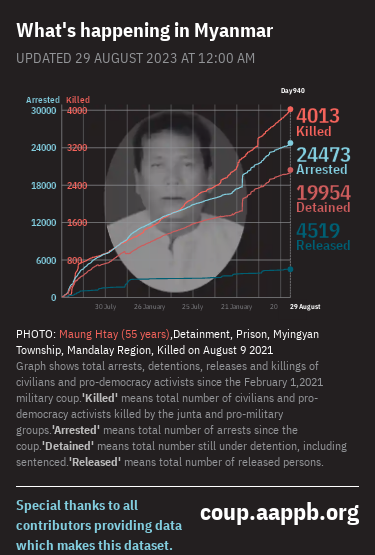 What's happening in Myanmar
UPDATED 29 AUGUST 2023 AT 12:00 AM
Day940
Arrested Killed
30000 4000
24000 3200
18000 2400
12000 1600
6000 800
0
4013
Killed
24473
Arrested
19954
Detained
4519
Released
30 July 26 January 25 July 21 January 20 29 August
PHOTO: Maung Htay (55 years),Detainment, Prison, Myingyan
Township, Mandalay Region, Killed on August 9 2021
Graph shows total arrests, detentions, releases and killings of
civilians and pro-democracy activists since the February 1,2021
military coup.'Killed' means total number of civilians and pro-
democracy activists killed by the junta and pro-military
groups.'Arrested' means total number of arrests since the
coup.'Detained' means total number still under detention, including
sentenced.'Released' means total number of released persons.
Special thanks to all
contributors providing data
which makes this dataset.
coup.aappb.org